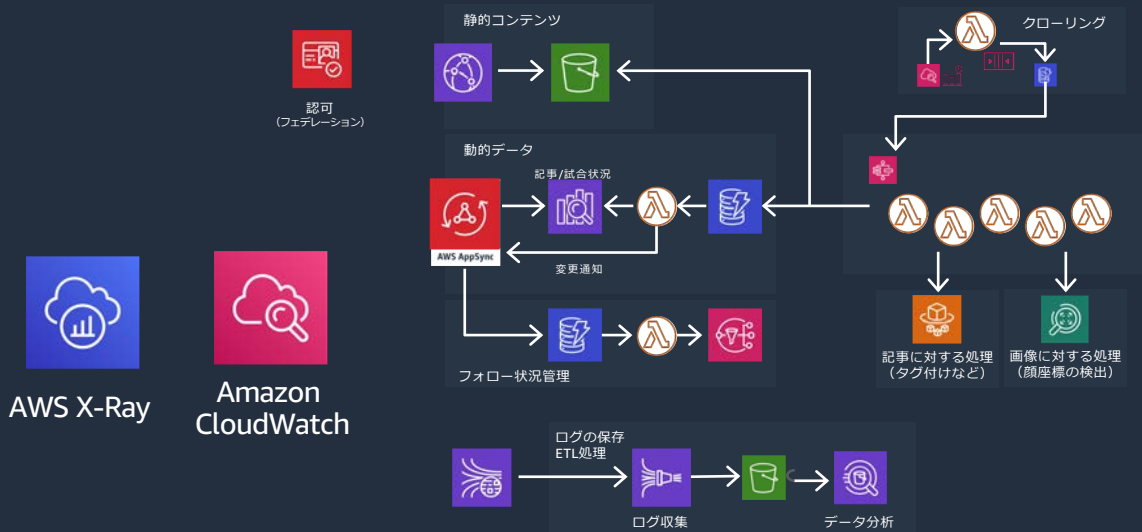 静的コンテンツ
クローリング
認可
（フェデレーション）
動的データ
記事/試合状況
AWS AppSync
変更通知
フォロー状況管理
記事に対する処理
（タグ付けなど）
画像に対する処理
（顔座標の検出）
AWS X-Ray
Amazon
CloudWatch
ログの保存
ETL処理
ログ収集
データ分析